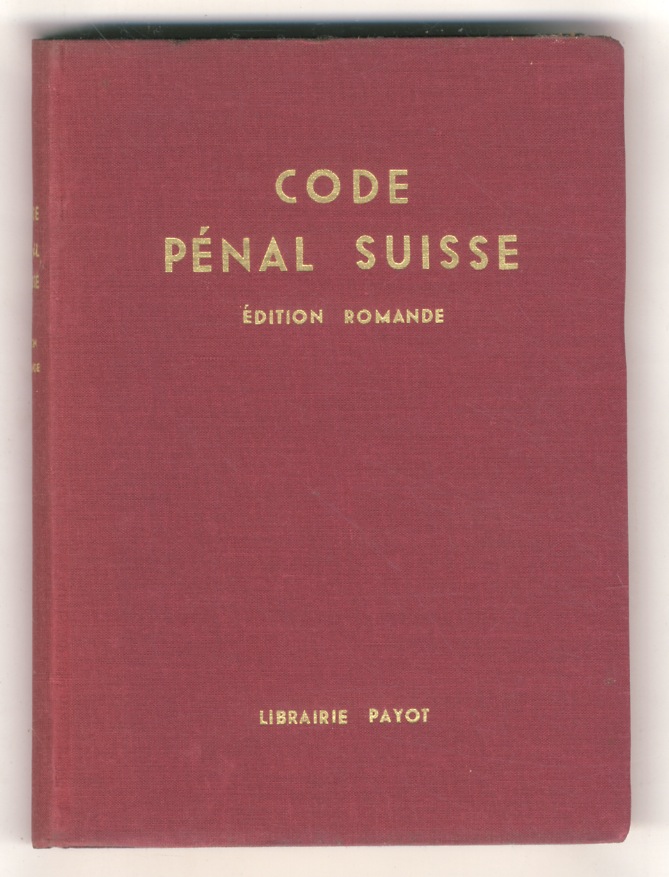 CODE
PÉNAL SUISSE
ÉDITION ROMANDE
LIBRAIRIE PAYOT